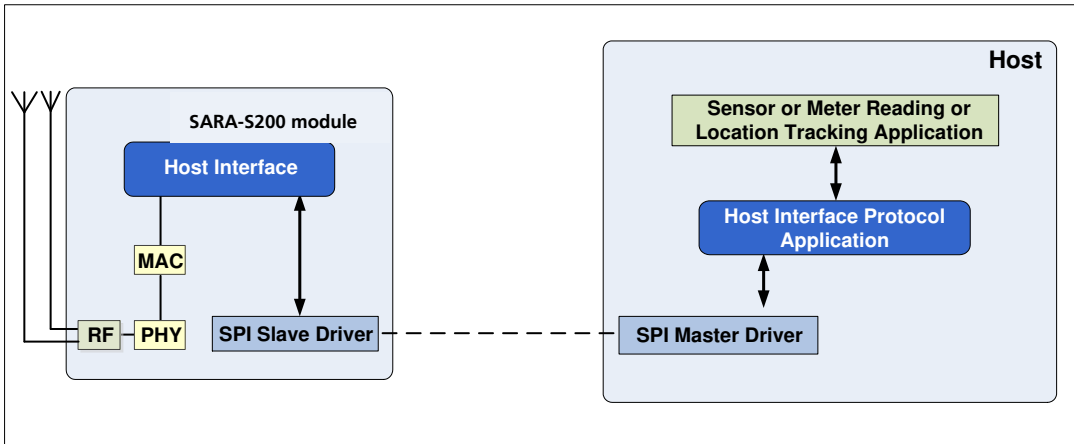 SARA-S200 module
Host Interface
MAC
RF
PHY
SPI Slave Driver
Host
Sensor or Meter Reading or
Location Tracking Application
Host Interface Protocol
Application
SPI Master Driver